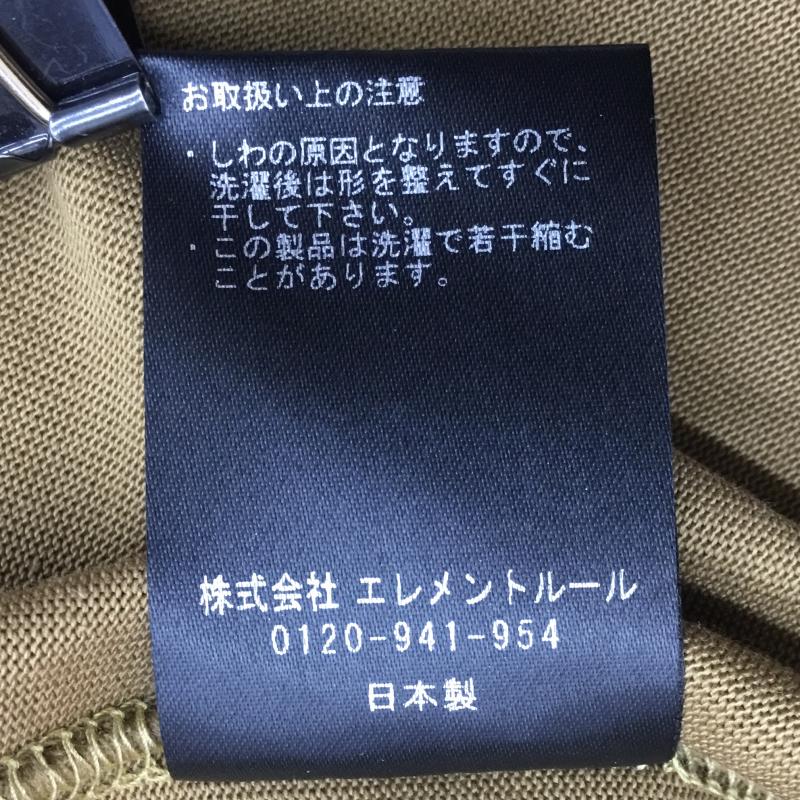 お取扱い上の注意
・しわの原因となりますので、
洗濯後は形を整えてすぐに
干して下さい。
・この製品は洗濯で若干縮む
ことがあります。
株式会社 エレメントルール
0120-941-954
日本製